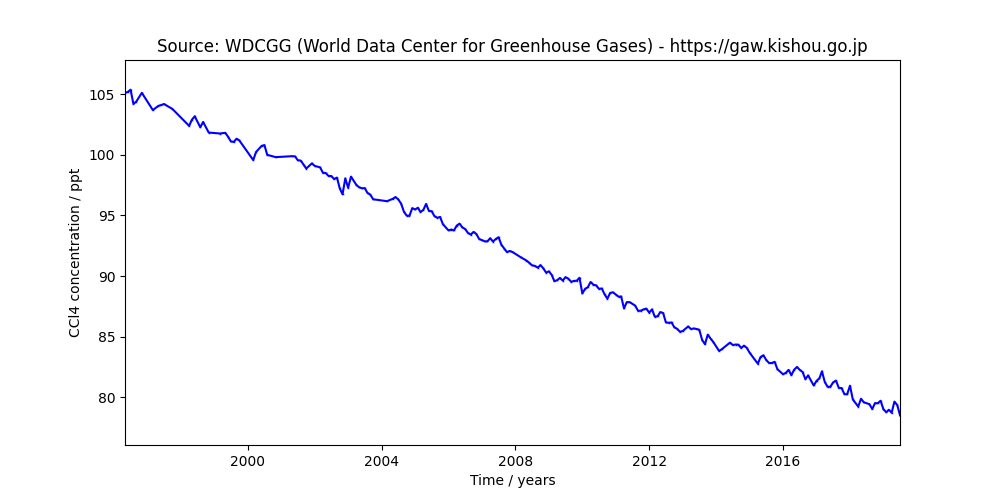 Source: WDCGG (World Data Center for Greenhouse Gases) - https://gaw.kishou.go.jp
105
100
95
90
85
80
CCl4 concentration / ppt
2000 2004 2008 2012 2016
Time / years